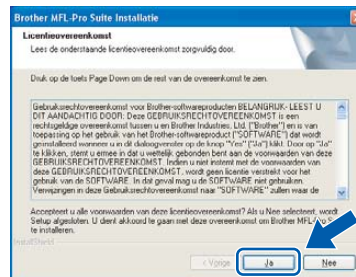 Brother MFL-Pro Suite Installatie
Licentieovereenkomst
Lees de onderstaande licentieovereenkomst zorgvuldig door.
Druk op de toets Page Down om de rest van de overeenkomst te zien.
Gebruiksrechtovereenkomst voor Brother-softwareproducten BELANGRIJK- LEEST U
DIT AANDACHTIG DOOR: Deze GEBRUIKSRECHTOVEREENKOMST is een
rechtsgeldige overeenkomst tussen u en Brother Industries, Ltd. ("Brother") en is van
toepassing op het gebruik van het Brother-product ("SOFTWARE") dat wordt
geïnstalleerd wanneer u in dit dialoogvenster op de knop "Yes" ("Ja") klikt. Door op "Ja"
te klikken, stemt u ermee in dat u wettelijk gebonden bent aan de voorwaarden van deze
GEBRUIKSRECHTOVEREENKOMST. Indien u niet instemt met de voorwaarden van
deze GEBRUIKSRECHTOVEREENKOMST, wordt geen licentie verstrekt voor het
gebruik van de SOFTWARE. In dat geval mag u de SOFTWARE niet gebruiken.
Verwijzingen in deze Gebruiksrechtovereenkomst naar "SOFTWARE" zullen waar de
Accepteert u alle voorwaarden van deze licentieovereenkomst? Als u Nee selecteert, wordt
Setup afgesloten. U dient akkoord te gaan met deze overeenkomst om Brother MFL-Pro
te installeren.
InstallShield
< Vorige
Ja
Nee